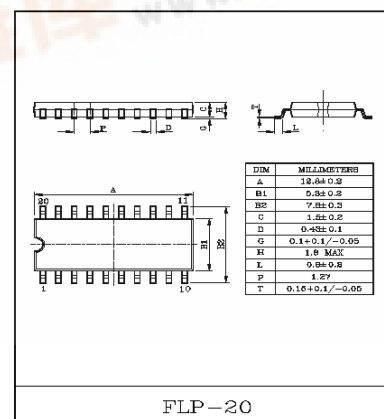 C
H
G
P
D
T
L
A
20
11
B1
B2
1
10
DIM MILLIMETERS
A 12.6±0.2
B1 5.3±0.2
B2 7.8±0.3
C 1.5±0.2
D 0.43±0.1
G 0.1+0.1/-0.05
H 1.8 MAX
L 0.8±0.2
P 1.27
T 0.15+0.1/-0.05
FLP-20